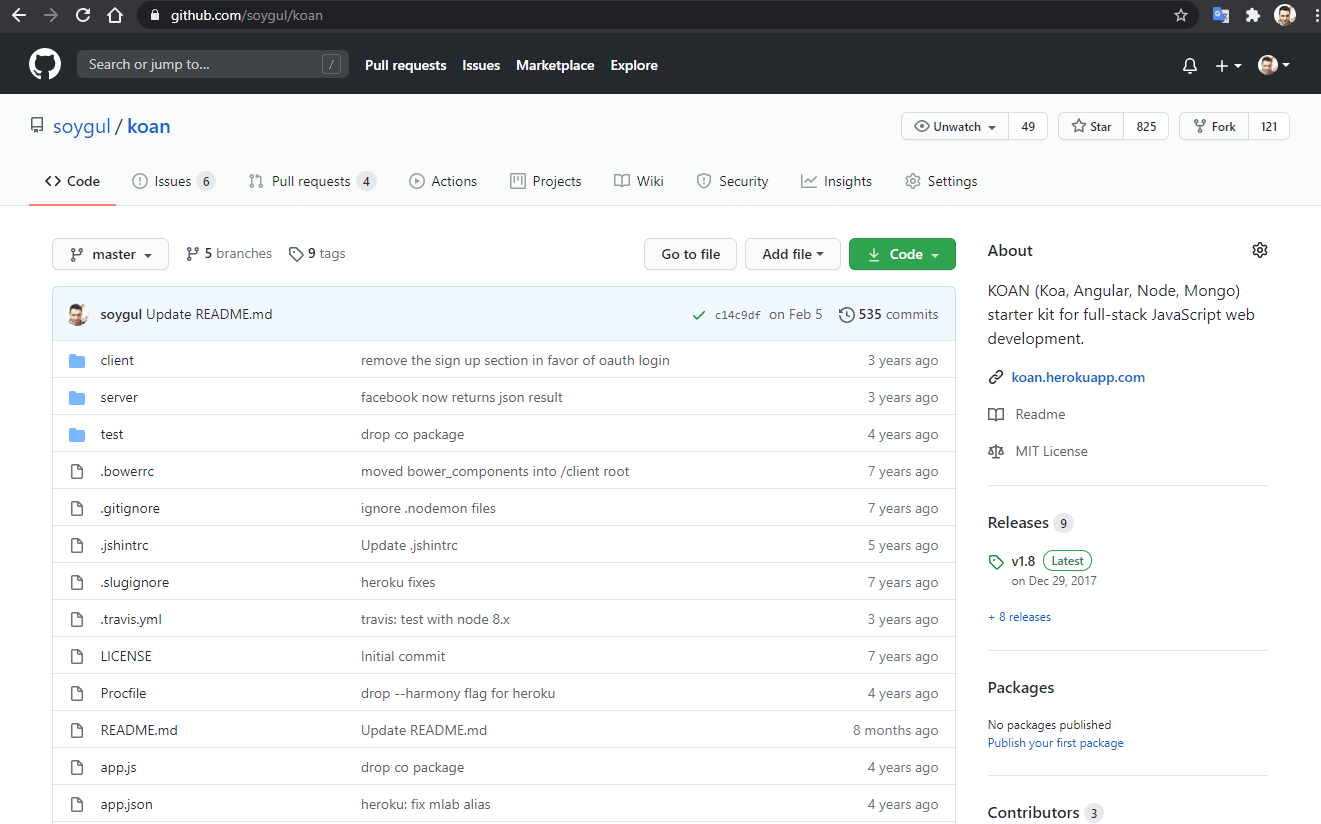 github.com/soygul/koan
Search or jump to... /
Pull requests Issues Marketplace Explore
soygul / koan
Unwatch 49 Star 825 Fork 121
Code Issues 6 Pull requests 4 Actions Projects Wiki Security Insights Settings
master 5 branches 9 tags Go to file Add file Code
soygul Update README.md c14c9df on Feb 5 535 commits
client remove the sign up section in favor of oauth login 3 years ago
server facebook now returns json result 3 years ago
test drop co package 4 years ago
.bowerrc moved bower_components into /client root 7 years ago
.gitignore ignore .nodemon files 7 years ago
.jshintrc Update .jshintrc 5 years ago
.slugignore heroku fixes 7 years ago
.travis.yml travis: test with node 8.x 3 years ago
LICENSE Initial commit 7 years ago
Procfile drop --harmony flag for heroku 4 years ago
README.md Update README.md 8 months ago
app.js drop co package 4 years ago
app.json heroku: fix mlab alias 4 years ago
About
KOAN (Koa, Angular, Node, Mongo)
starter kit for full-stack JavaScript web
development.
koan.herokuapp.com
Readme
MIT License
Releases 9
v1.8 Latest
on Dec 29, 2017
+ 8 releases
Packages
No packages published
Publish your first package
Contributors 3